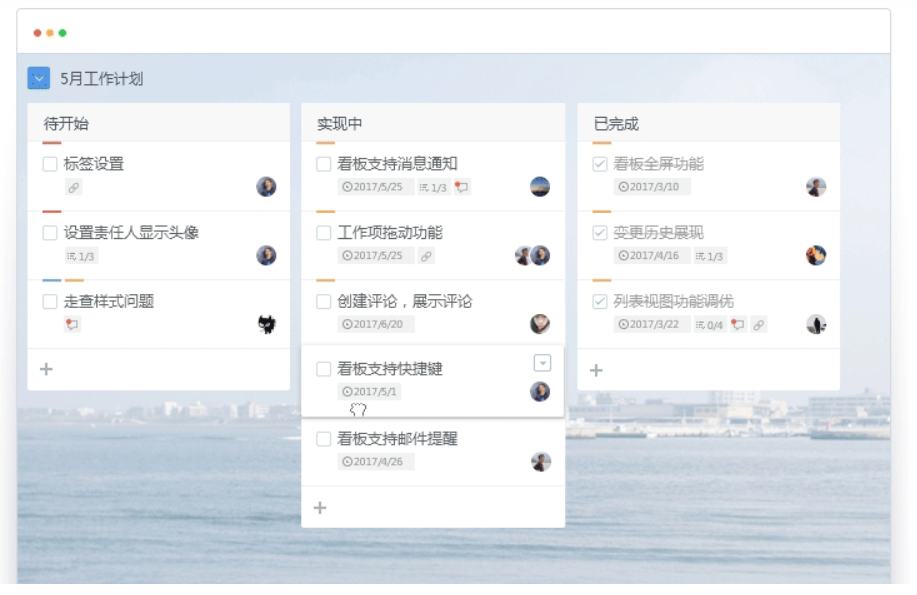 5月工作计划
待开始
标签设置
设置责任人显示头像
1/3
走查样式问题
+
实现中
看板支持消息通知
2017/5/25 1/3
工作项拖动功能
2017/5/25
创建评论，展示评论
2017/6/20
看板支持快捷键
2017/5/1
看板支持邮件提醒
2017/4/26
+
已完成
看板全屏功能
2017/3/10
变更历史展现
2017/4/16 1/3
列表视图功能调优
2017/3/22 0/4
+